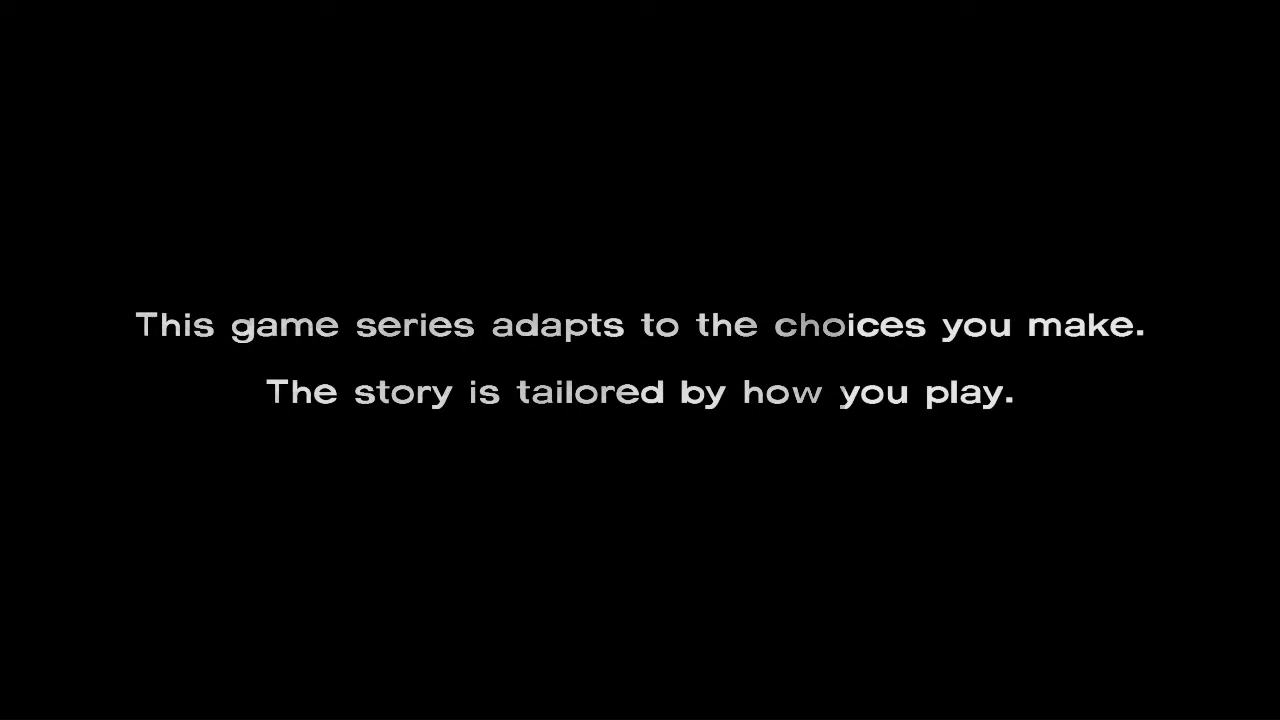 This game series adapts to the choices you make.
The story is tailored by how you play.